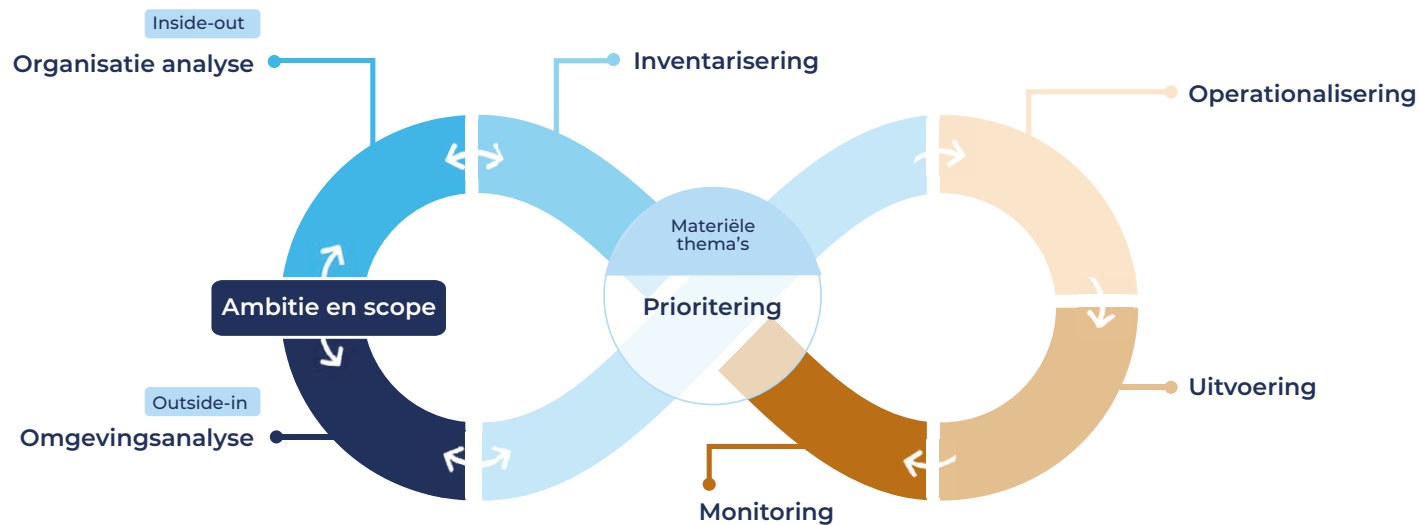 Inside-out
Organisatie analyse
Inventarisering
Operationalisering
Materiële
thema's
Ambitie en scope
Prioritering
Outside-in
Omgevingsanalyse
Uitvoering
Monitoring